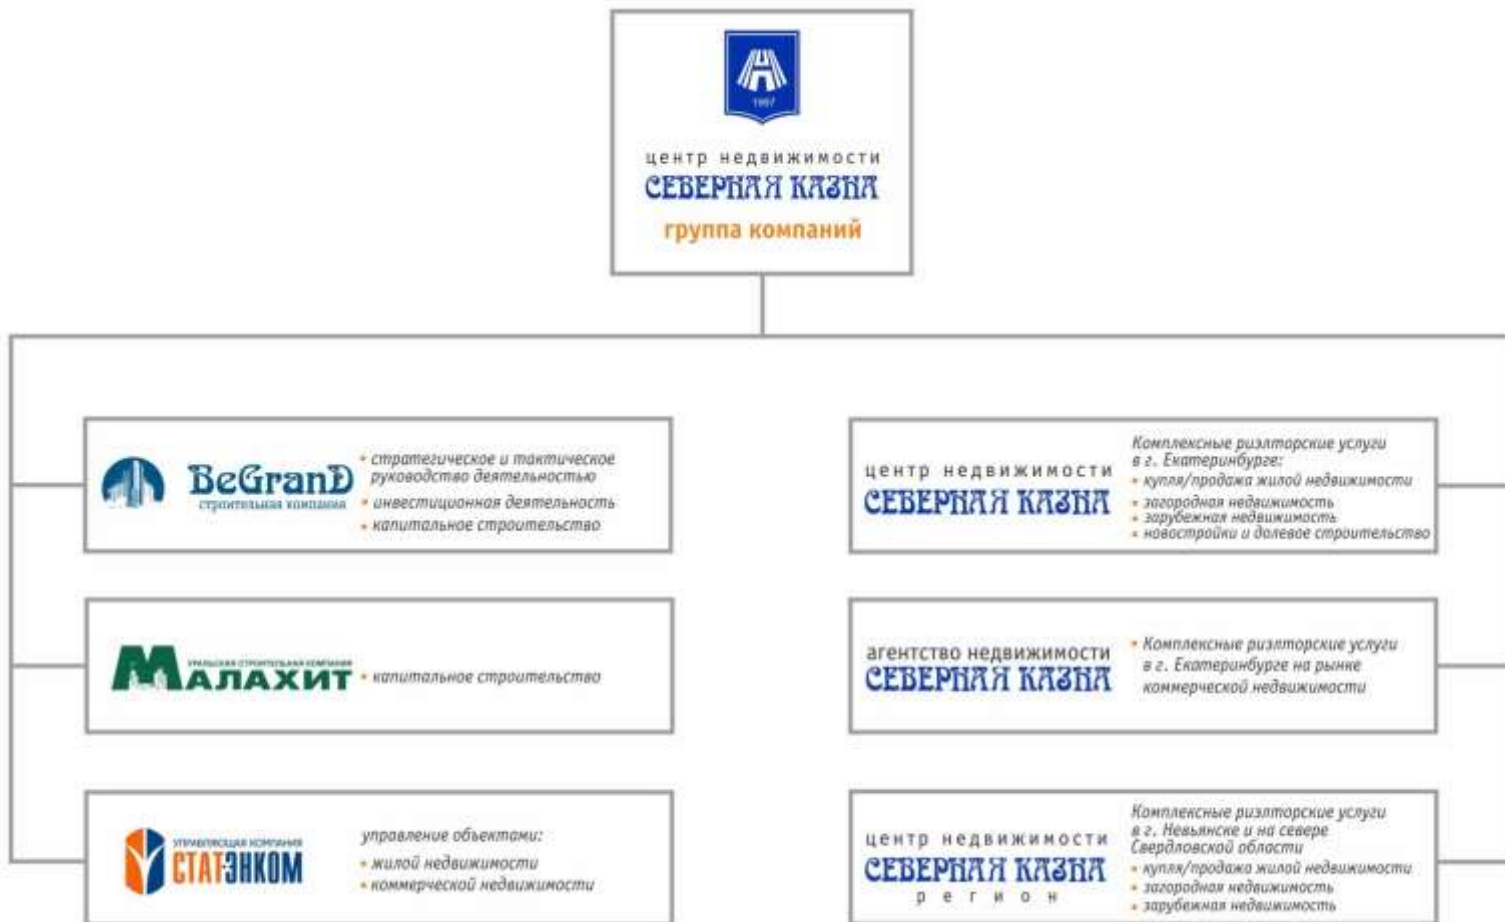 1997
центр недвижимости
СЕВЕРНАЯ КАЗНА
группа компаний
BeGranD
строительная компания
• стратегическое и тактическое
руководство деятельностью
• инвестиционная деятельность
• капитальное строительство
УРАЛЬСКАЯ СТРОИТЕЛЬНАЯ КОМПАНИЯ
МАЛАХИТ
• капитальное строительство
УПРАВЛЯЮЩАЯ КОМПАНИЯ
СТАТ-ЭНКОМ
управление объектами:
• жилой недвижимости
• коммерческой недвижимости
центр недвижимости
СЕВЕРНАЯ КАЗНА
Комплексные риэлторские услуги
в г. Екатеринбурге:
• купля/продажа жилой недвижимости
• загородная недвижимость
• зарубежная недвижимость
• новостройки и долевое строительство
агентство недвижимости
СЕВЕРНАЯ КАЗНА
• Комплексные риэлторские услуги
в г. Екатеринбурге на рынке
коммерческой недвижимости
центр недвижимости
СЕВЕРНАЯ КАЗНА
регион
Комплексные риэлторские услуги
в г. Невьянске и на севере
Свердловской области
• купля/продажа жилой недвижимости
• загородная недвижимость
• зарубежная недвижимость